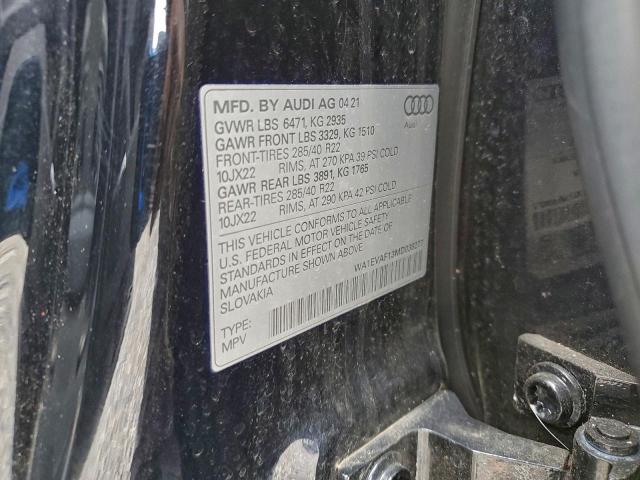 MFD. BY AUDI AG 04 21
GVWR LBS 6471, KG 2935
GAWR FRONT LBS 3329, KG 1510
FRONT-TIRES 285/40 R22
10JX22 RIMS, AT 270 KPA 39 PSI COLD
GAWR REAR LBS 3891, KG 1765
REAR-TIRES 285/40 R22
10JX22 RIMS, AT 290 KPA 42 PSI COLD
THIS VEHICLE CONFORMS TO ALL APPLICABLE
U.S. FEDERAL MOTOR VEHICLE SAFETY
STANDARDS IN EFFECT ON THE DATE OF
MANUFACTURE SHOWN ABOVE.
SLOVAKIA
TYPE:
MPV
Audi